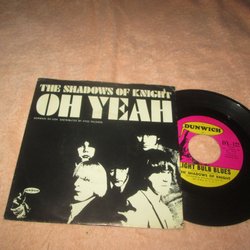 THE SHADOWS OF KNIGHT
OH YEAH
DUNWICH
LIGHT BULB BLUES
THE SHADOWS OF KNIGHT